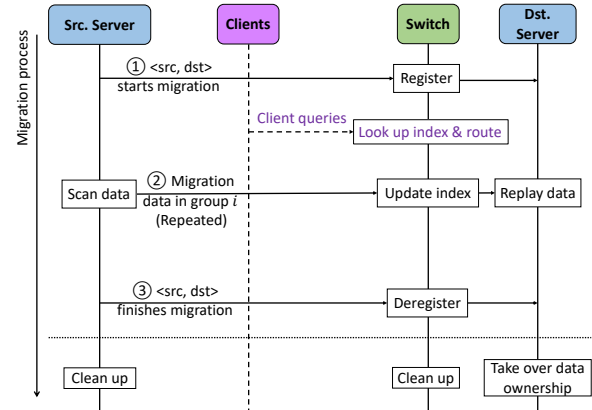 Src. Server
Clients
Switch
Dst.
Server
Migration process
① <src, dst>
starts migration
Register
Client queries
Look up index & route
Scan data
② Migration
data in group i
(Repeated)
Update index
Replay data
③ <src, dst>
finishes migration
Deregister
Clean up
Clean up
Take over data
ownership